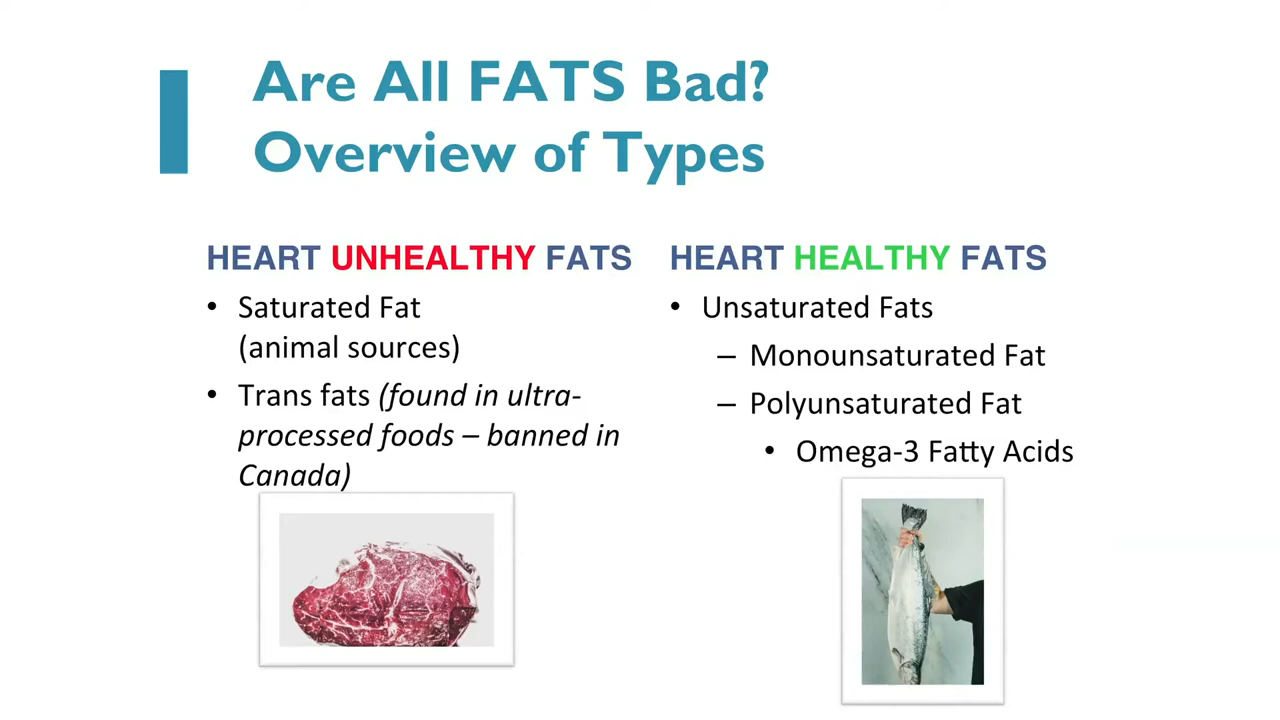 Are All FATS Bad?
Overview of Types
HEART UNHEALTHY FATS
• Saturated Fat
(animal sources)
• Trans fats (found in ultra-
processed foods – banned in
Canada)
HEART HEALTHY FATS
• Unsaturated Fats
– Monounsaturated Fat
– Polyunsaturated Fat
• Omega-3 Fatty Acids